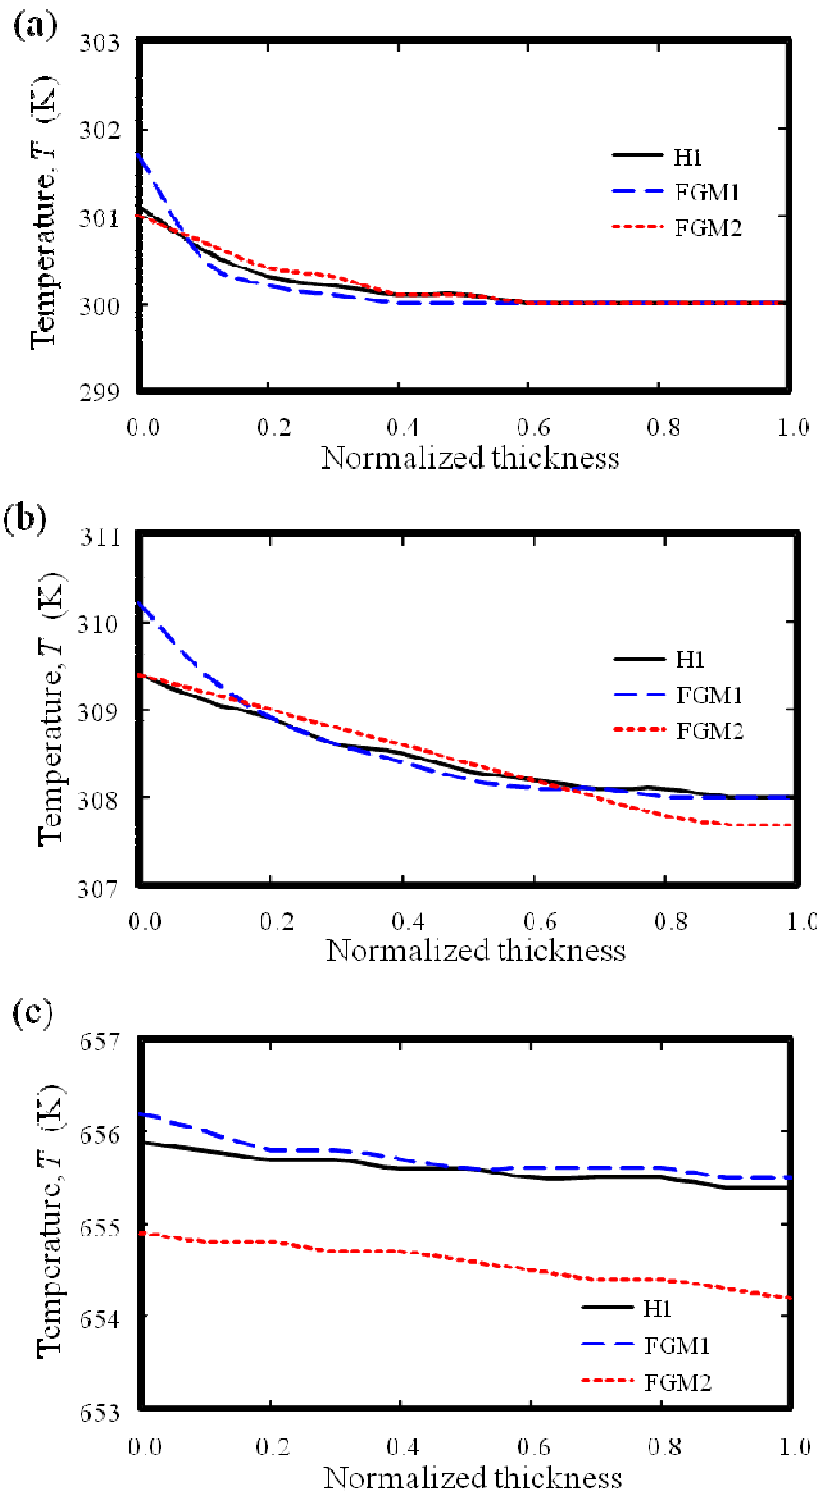 (a)
303
302
301
300
299
Temperature, T (K)
H1
FGM1
FGM2
0.0 0.2 0.4 0.6 0.8 1.0
Normalized thickness
(b)
311
310
309
308
307
Temperature, T (K)
H1
FGM1
FGM2
0.0 0.2 0.4 0.6 0.8 1.0
Normalized thickness
(c)
657
656
655
654
653
Temperature, T (K)
H1
FGM1
FGM2
0.0 0.2 0.4 0.6 0.8 1.0
Normalized thickness